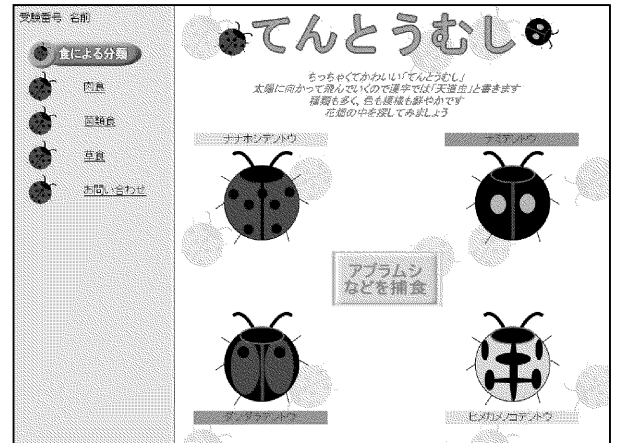 受験番号 名前
食による分類
肉食
菌類食
草食
お問い合わせ
てんとうむし
ちっちゃくてかわいい「てんとうむし」
太陽に向かって飛んでいくので漢字では「天道虫」と書きます
種類も多く、色も模様も鮮やかです
花畑の中を探してみましょう
ナナホシテントウ
ナミテントウ
アブラムシ
などを捕食
ダンダラテントウ
ヒメカメノコテントウ